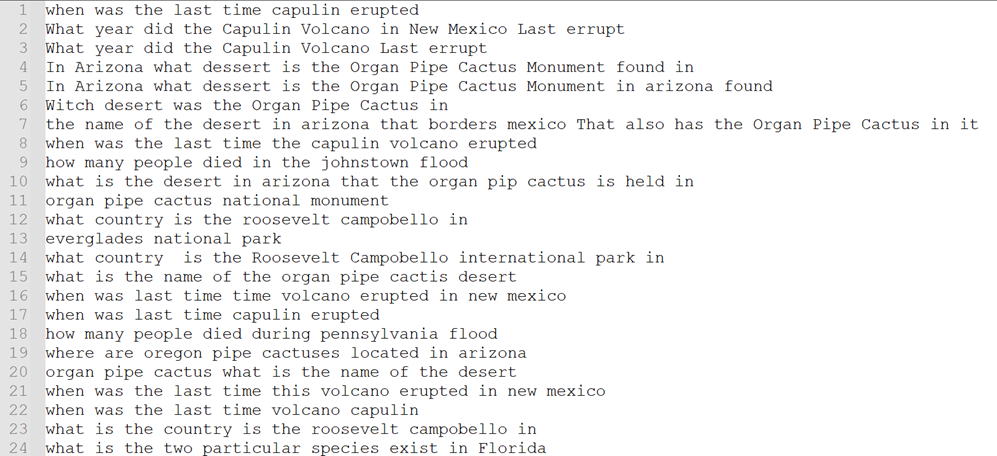 1 when was the last time capulin erupted
2 What year did the Capulin Volcano in New Mexico Last errupt
3 What year did the Capulin Volcano Last errupt
4 In Arizona what dessert is the Organ Pipe Cactus Monument found in
5 In Arizona what dessert is the Organ Pipe Cactus Monument in arizona found
6 Witch desert was the Organ Pipe Cactus in
7 the name of the desert in arizona that borders mexico That also has the Organ Pipe Cactus in it
8 when was the last time the capulin volcano erupted
9 how many people died in the johnstown flood
10 what is the desert in arizona that the organ pip cactus is held in
11 organ pipe cactus national monument
12 what country is the roosevelt campobello in
13 everglades national park
14 what country  is the Roosevelt Campobello international park in
15 what is the name of the organ pipe cactis desert
16 when was last time time volcano erupted in new mexico
17 when was last time capulin erupted
18 how many people died during pennsylvania flood
19 where are oregon pipe cactuses located in arizona
20 organ pipe cactus what is the name of the desert
21 when was the last time this volcano erupted in new mexico
22 when was the last time volcano capulin
23 what is the country is the roosevelt campobello in
24 what is the two particular species exist in Florida